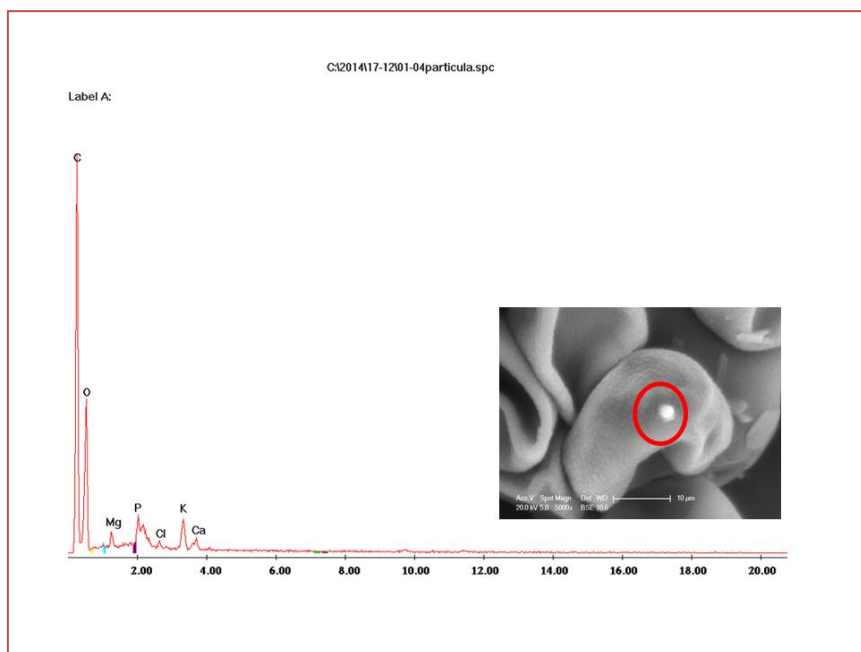 C:\2014\17-12\01-04particula.spc
Label A:
C
O
Mg
P
Cl
K
Ca
Acc.V Spot Magn Det WD
20.0 kV 5.0 5000x BSE 10.6
10 µm
2.00 4.00 6.00 8.00 10.00 12.00 14.00 16.00 18.00 20.00